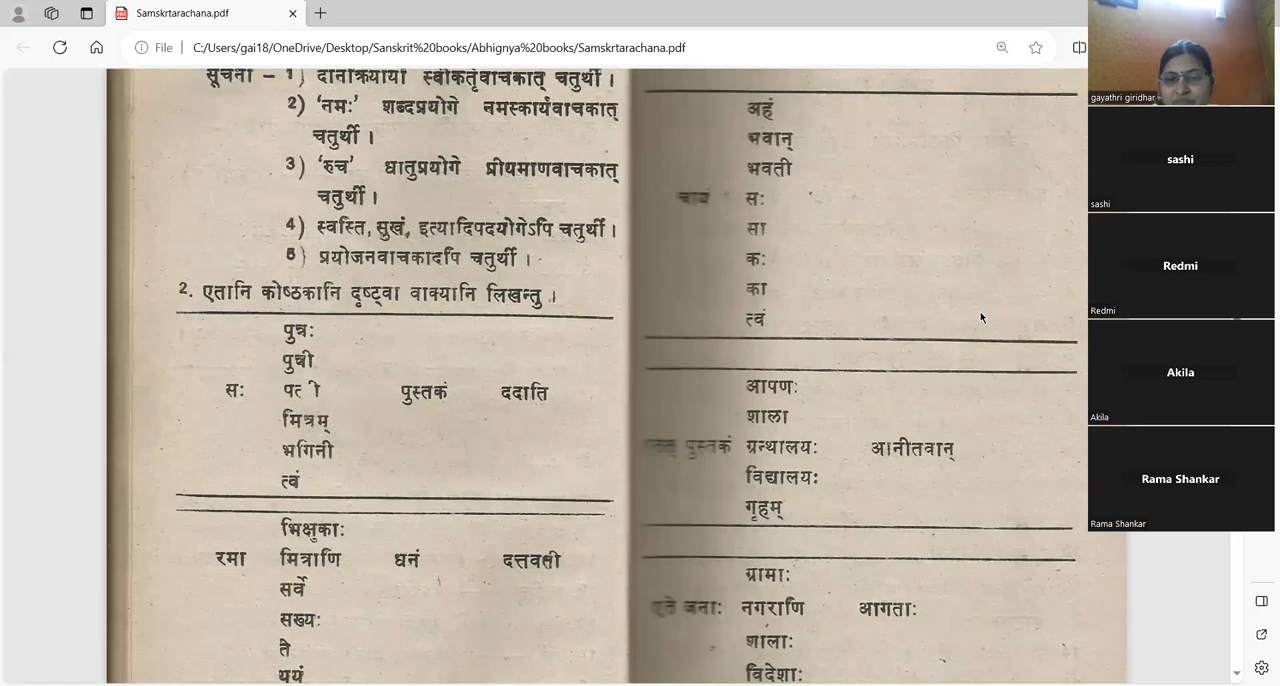 Samskrtarachana.pdf
File C:/Users/gai18/OneDrive/Desktop/Sanskrit%20books/Abhignya%20books/Samskrtarachana.pdf
सूचना – 1) दानक्रियायां स्वीकर्तृवाचकात् चतुर्थी ।
2) 'नमः' शब्दप्रयोगे नमस्कार्यवाचकात्
चतुर्थी ।
3) 'रुच' धातुप्रयोगे प्रीयमाणवाचकात्
चतुर्थी ।
4) स्वस्ति, सुखं, इत्यादिपदयोगेऽपि चतुर्थी ।
5) प्रयोजनवाचकादपि चतुर्थी ।
2. एतानि कोष्ठकानि दृष्ट्वा वाक्यानि लिखन्तु ।
पुत्रः
पुत्री
सः पत्नी पुस्तकं ददाति
मित्रम्
भगिनी
त्वं
भिक्षुकाः
रमा मित्राणि धनं दत्तवती
सर्वे
सख्यः
ते
यूयं
अहं
भवान्
भवती
चायं सः
सा
कः
का
त्वं
आपणः
शाला
पुस्तकं ग्रन्थालयः आनीतवान्
विद्यालयः
गृहम्
ग्रामाः
एते जनाः नगराणि आगताः
शालाः
विदेशाः
gayathri giridhar
sashi
sashi
Redmi
Redmi
Akila
Akila
Rama Shankar
Rama Shankar